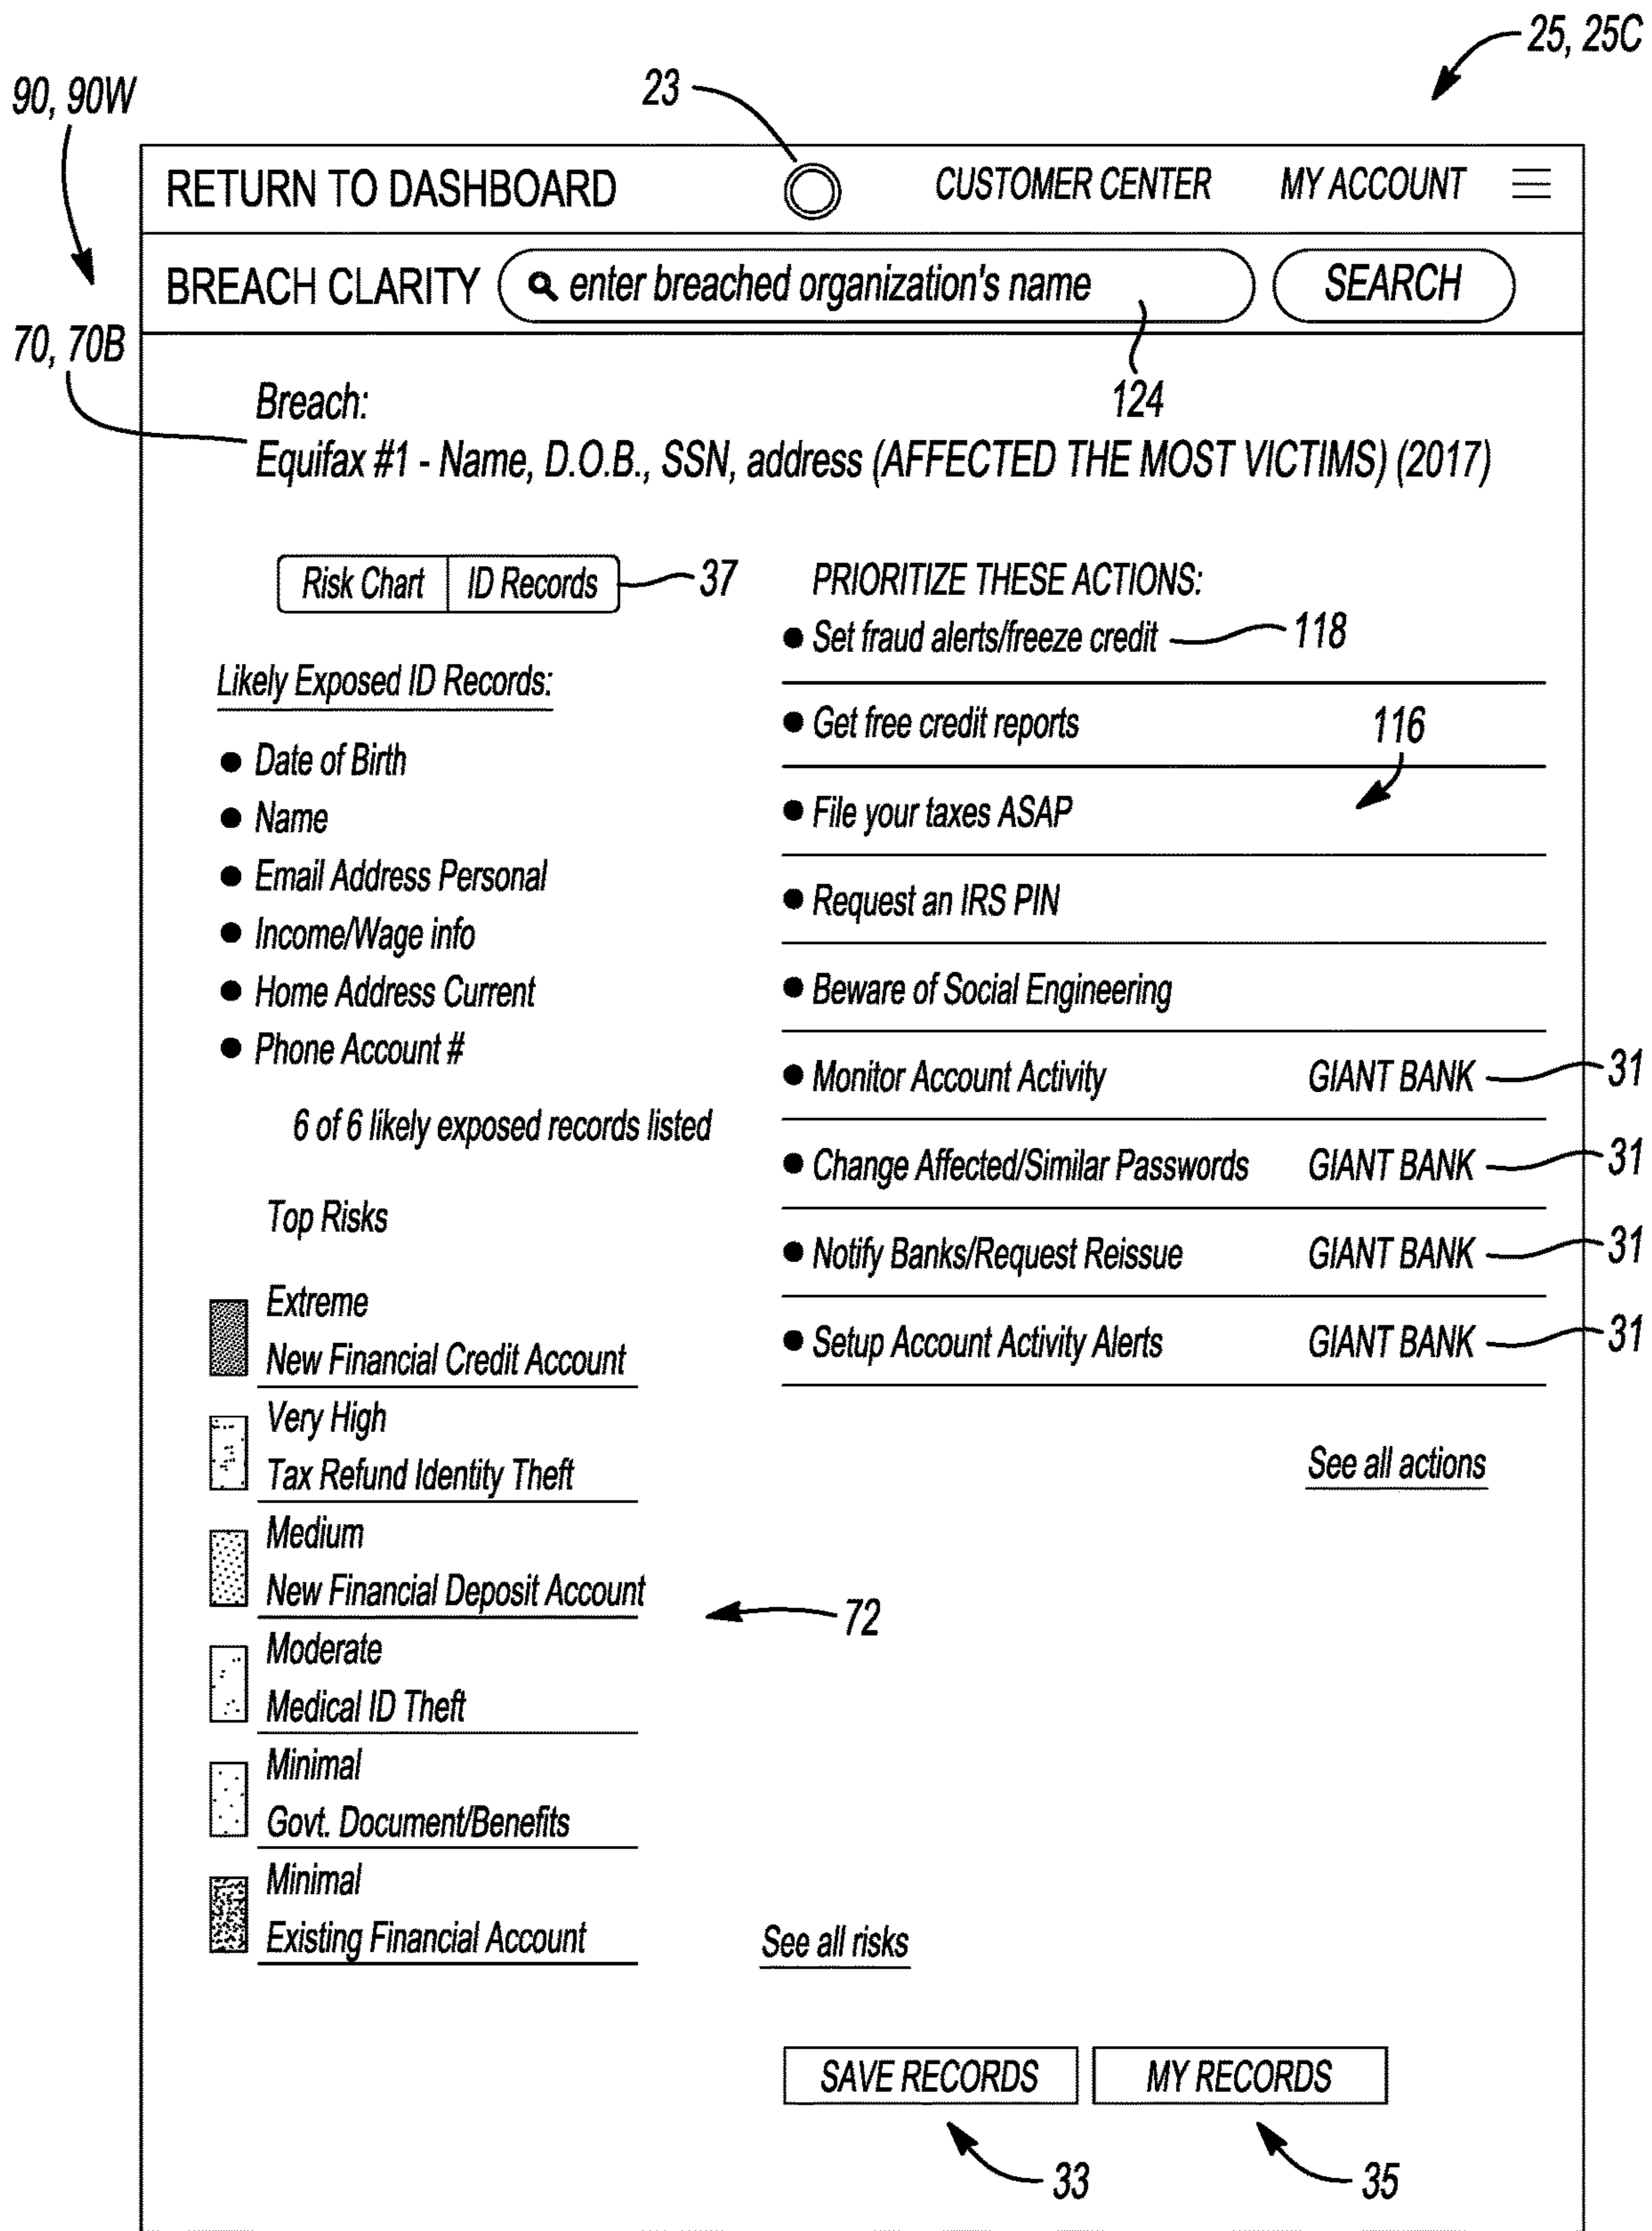 25, 25C
90, 90W
23
RETURN TO DASHBOARD
CUSTOMER CENTER
MY ACCOUNT
BREACH CLARITY
enter breached organization's name
SEARCH
70, 70B
124
Breach:
Equifax #1 - Name, D.O.B., SSN, address (AFFECTED THE MOST VICTIMS) (2017)
Risk Chart
ID Records
37
Likely Exposed ID Records:
Date of Birth
Name
Email Address Personal
Income/Wage info
Home Address Current
Phone Account #
6 of 6 likely exposed records listed
Top Risks
Extreme
New Financial Credit Account
Very High
Tax Refund Identity Theft
Medium
New Financial Deposit Account
72
Moderate
Medical ID Theft
Minimal
Govt. Document/Benefits
Minimal
Existing Financial Account
See all risks
PRIORITIZE THESE ACTIONS:
Set fraud alerts/freeze credit
118
Get free credit reports
116
File your taxes ASAP
Request an IRS PIN
Beware of Social Engineering
Monitor Account Activity GIANT BANK 31
Change Affected/Similar Passwords GIANT BANK 31
Notify Banks/Request Reissue GIANT BANK 31
Setup Account Activity Alerts GIANT BANK 31
See all actions
SAVE RECORDS
MY RECORDS
33
35